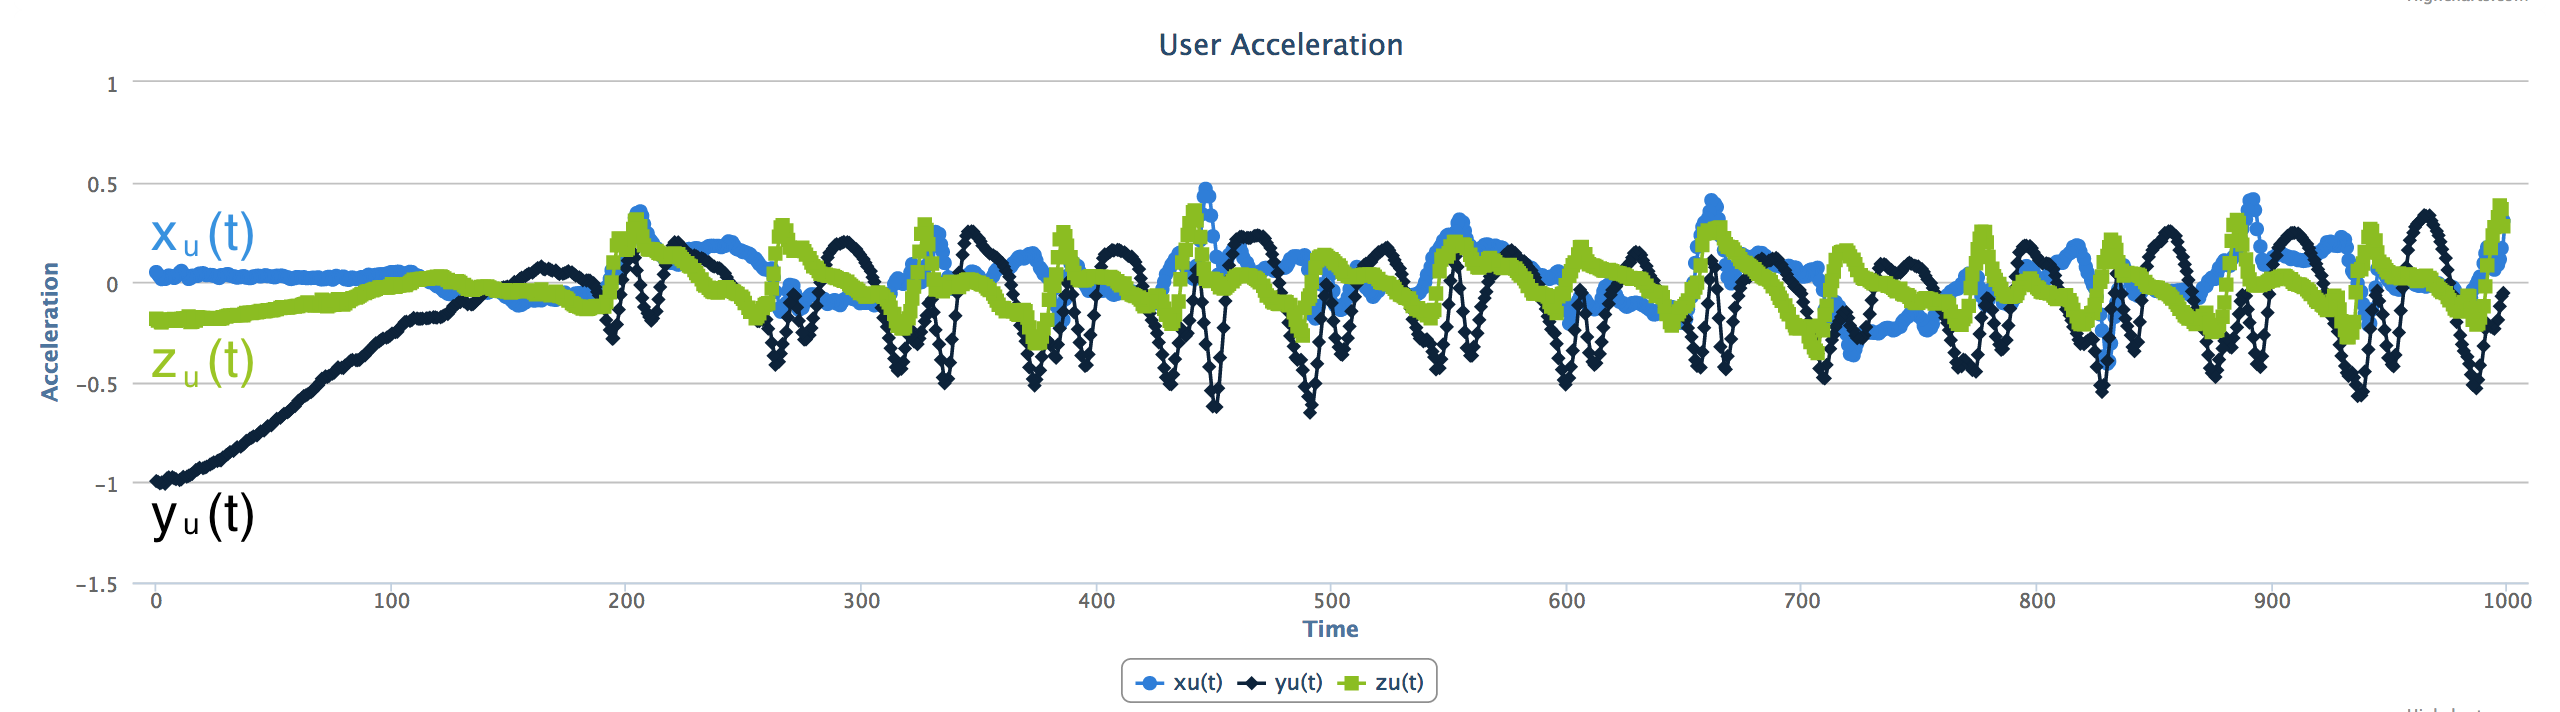 User Acceleration
1
0.5
0
−0.5
−1
−1.5
Acceleration
xu(t)
zu(t)
yu(t)
0 100 200 300 400 500 600 700 800 900 1000
Time
xu(t) yu(t) zu(t)